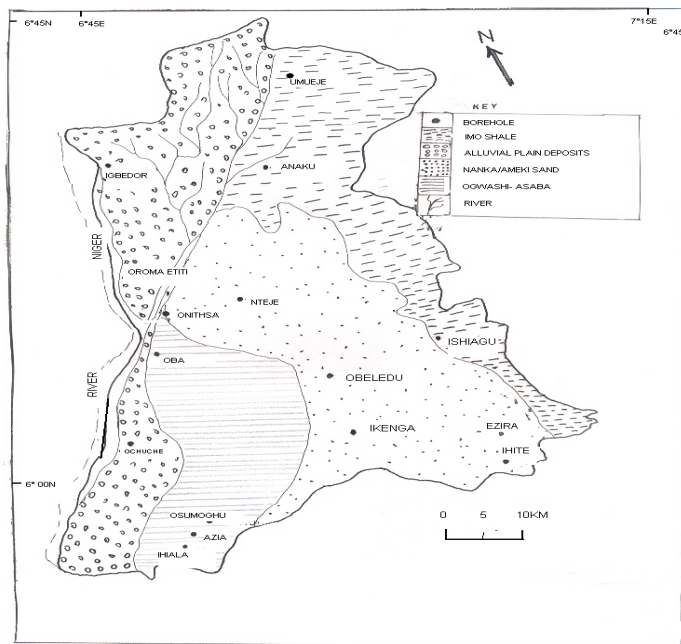 6°45N
6°45E
7°15E
6°45
N
UMUEJE
KEY
BOREHOLE
IMO SHALE
ALLUVIAL PLAIN DEPOSITS
NANKA/AMEKI SAND
OGWASHI- ASABA
RIVER
ANAKU
IGBEDOR
NIGER
OROMA ETITI
NTEJE
ONITHSA
ISHIAGU
OBA
RIVER
OBELEDU
IKENGA
EZIRA
OCHUCHE
IHITE
6° 00N
OSUMOGHU
0 5 10KM
AZIA
IHIALA